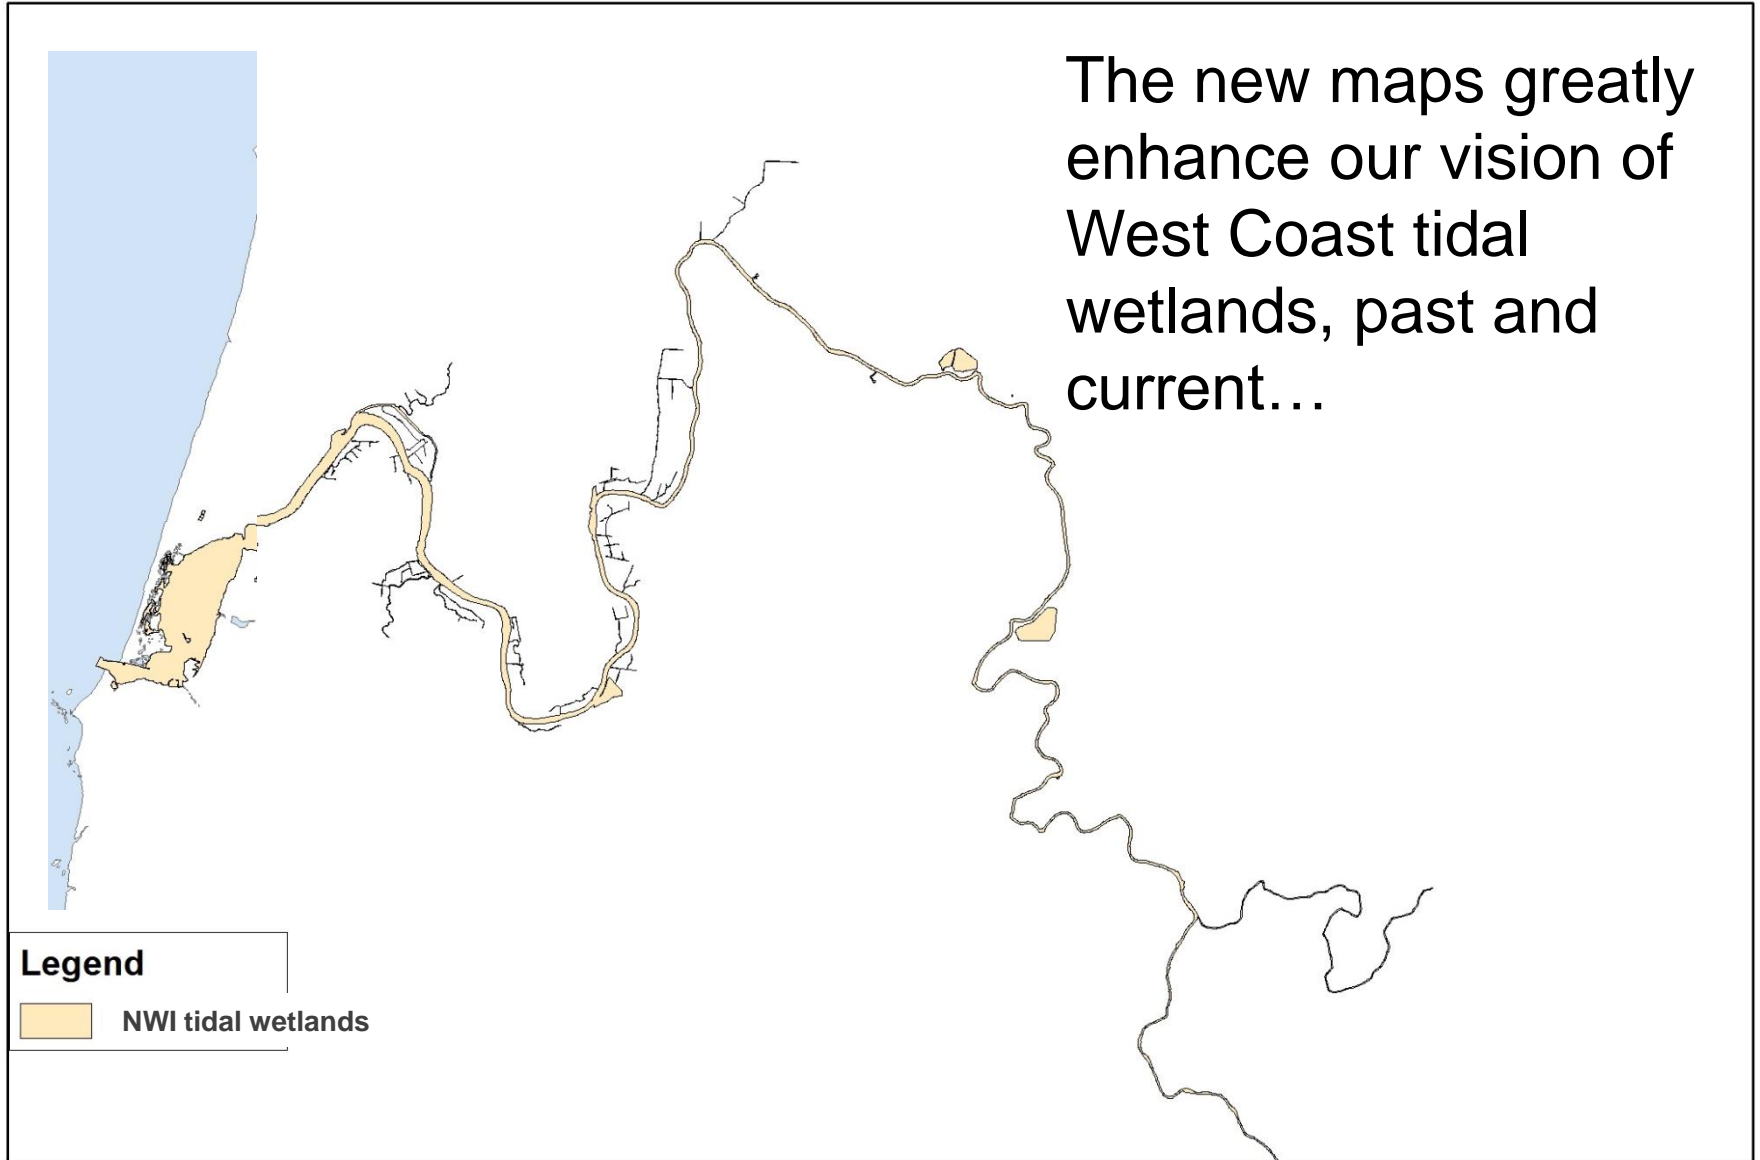 The new maps greatly
enhance our vision of
West Coast tidal
wetlands, past and
current…
Legend
NWI tidal wetlands